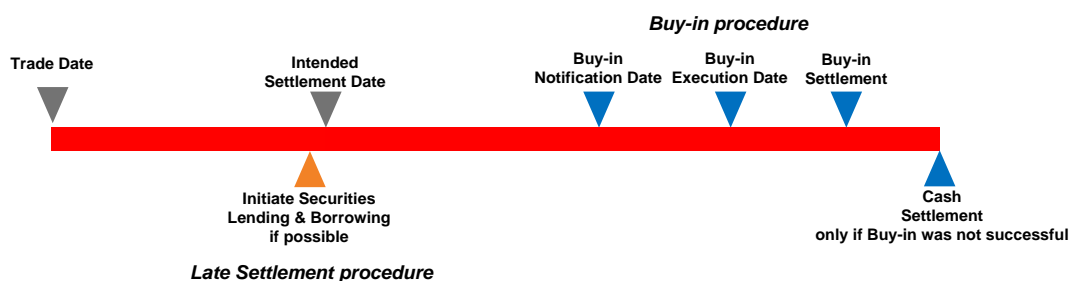 Buy-in procedure
Trade Date
Intended
Settlement Date
Buy-in
Notification Date
Buy-in
Execution Date
Buy-in
Settlement
Initiate Securities
Lending & Borrowing
if possible
Cash
Settlement
only if Buy-in was not successful
Late Settlement procedure